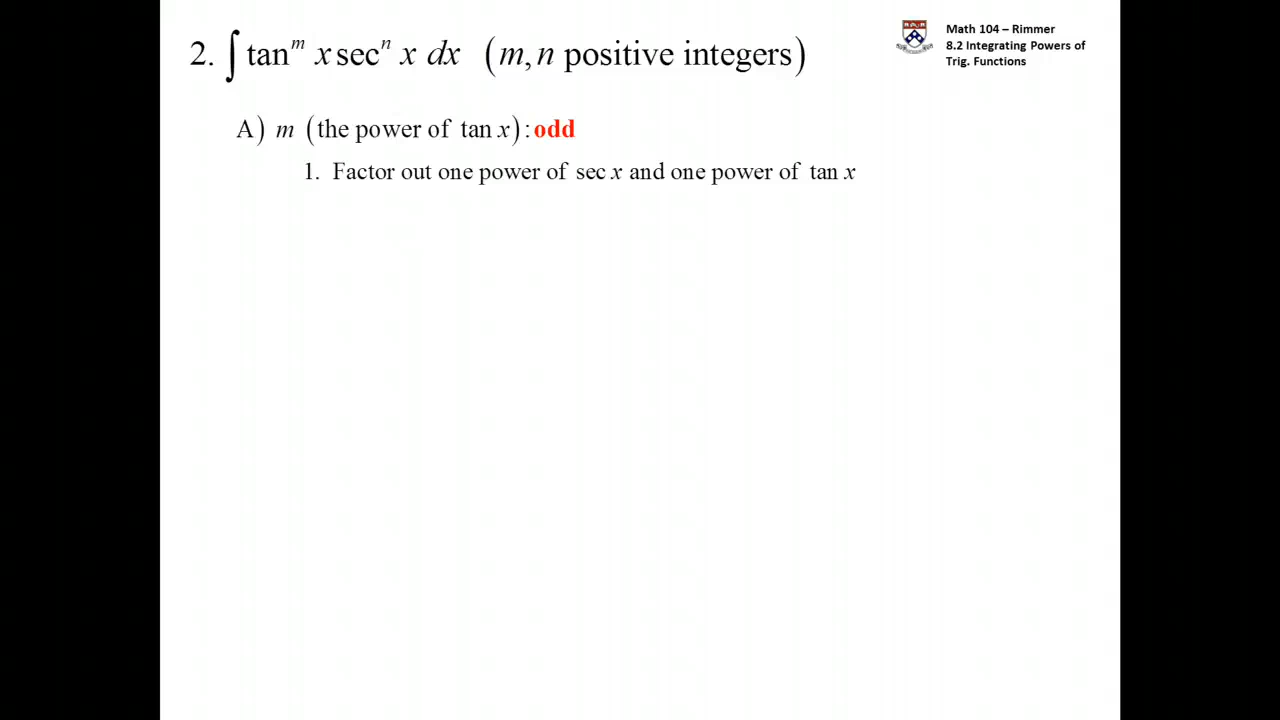 2. ∫ tanᵐ x secⁿ x dx (m, n positive integers)
Math 104 – Rimmer
8.2 Integrating Powers of
Trig. Functions
A) m (the power of tan x): odd
1. Factor out one power of sec x and one power of tan x